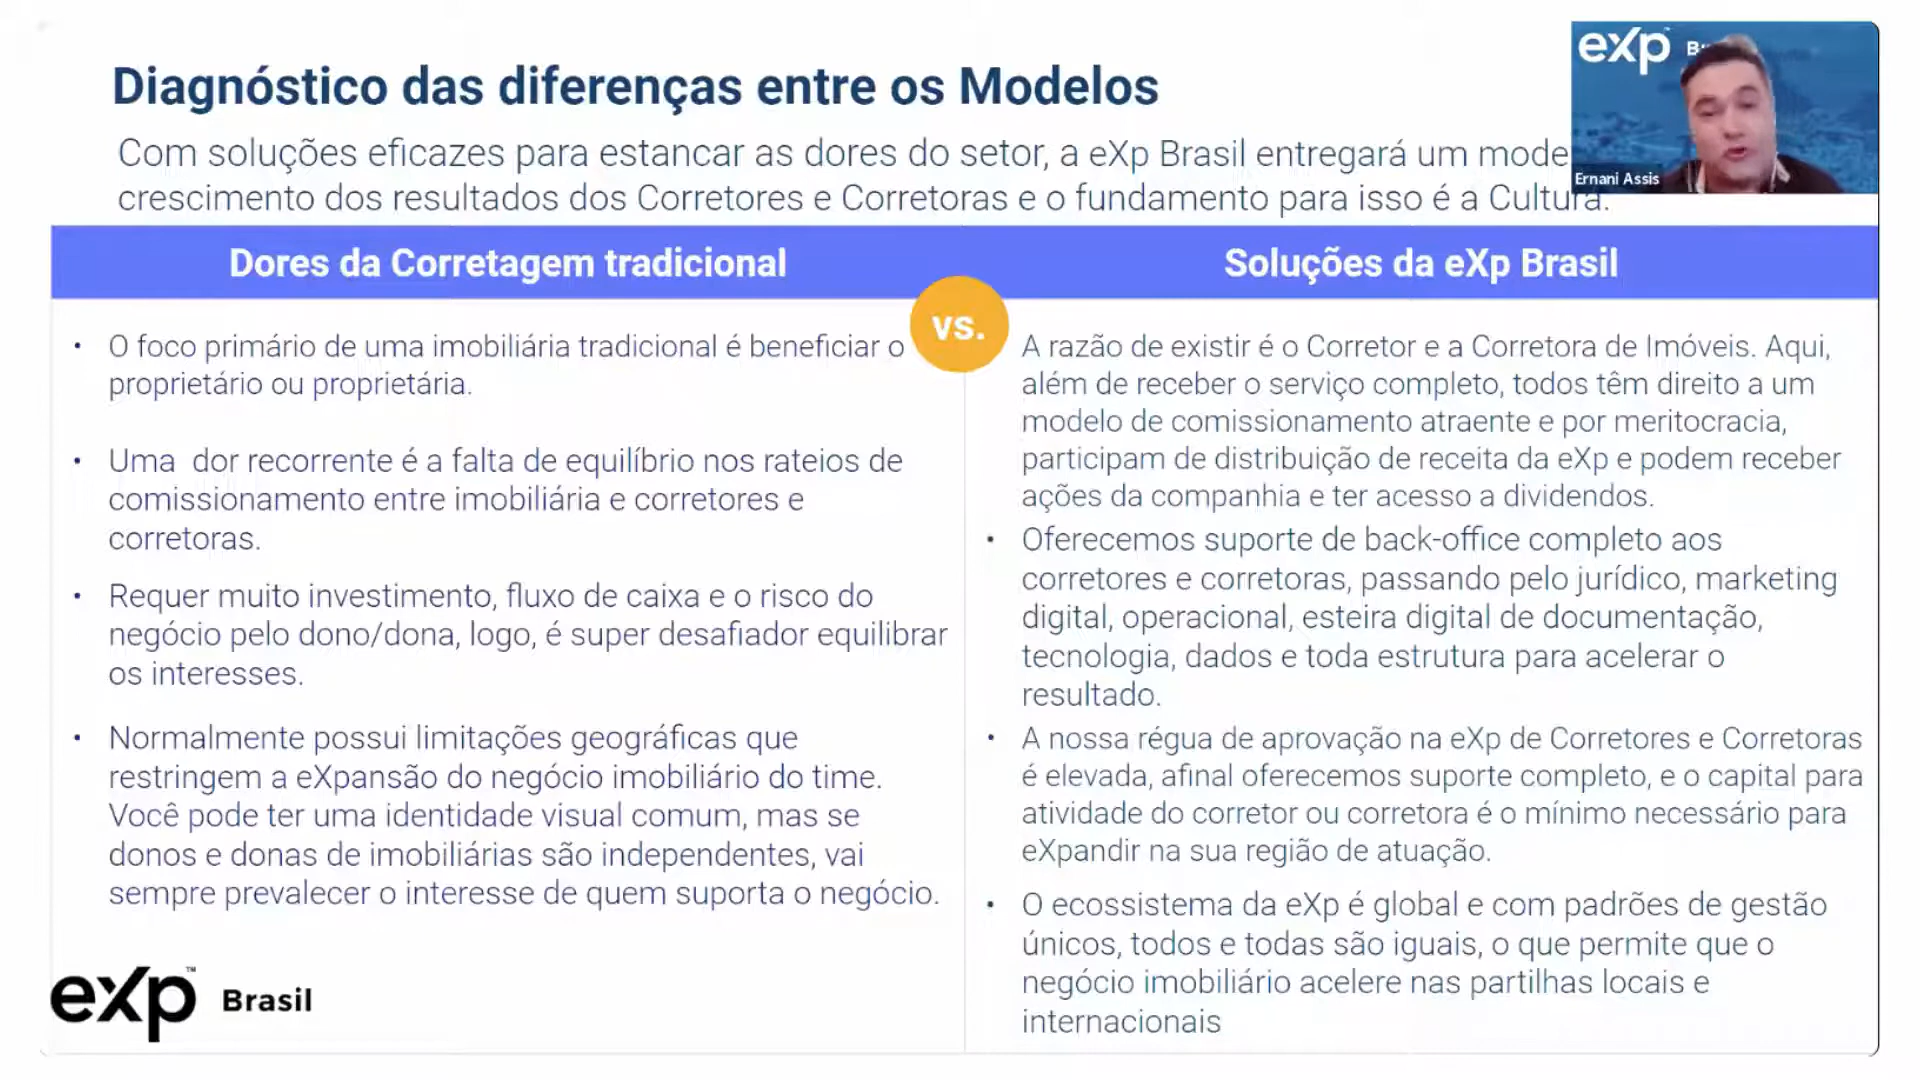 Diagnóstico das diferenças entre os Modelos
Com soluções eficazes para estancar as dores do setor, a eXp Brasil entregará um
crescimento dos resultados dos Corretores e Corretoras e o fundamento para isso é a Cultura.
eXp
Ernani Assis
Dores da Corretagem tradicional
vs.
Soluções da eXp Brasil
• O foco primário de uma imobiliária tradicional é beneficiar o
proprietário ou proprietária.
• Uma dor recorrente é a falta de equilíbrio nos rateios de
comissionamento entre imobiliária e corretores e
corretoras.
• Requer muito investimento, fluxo de caixa e o risco do
negócio pelo dono/dona, logo, é super desafiador equilibrar
os interesses.
• Normalmente possui limitações geográficas que
restringem a eXpansão do negócio imobiliário do time.
Você pode ter uma identidade visual comum, mas se
donos e donas de imobiliárias são independentes, vai
sempre prevalecer o interesse de quem suporta o negócio.
A razão de existir é o Corretor e a Corretora de Imóveis. Aqui,
além de receber o serviço completo, todos têm direito a um
modelo de comissionamento atraente e por meritocracia,
participam de distribuição de receita da eXp e podem receber
ações da companhia e ter acesso a dividendos.
• Oferecemos suporte de back-office completo aos
corretores e corretoras, passando pelo jurídico, marketing
digital, operacional, esteira digital de documentação,
tecnologia, dados e toda estrutura para acelerar o
resultado.
• A nossa régua de aprovação na eXp de Corretores e Corretoras
é elevada, afinal oferecemos suporte completo, e o capital para
atividade do corretor ou corretora é o mínimo necessário para
eXpandir na sua região de atuação.
• O ecossistema da eXp é global e com padrões de gestão
únicos, todos e todas são iguais, o que permite que o
negócio imobiliário acelere nas partilhas locais e
internacionais
eXp™ Brasil